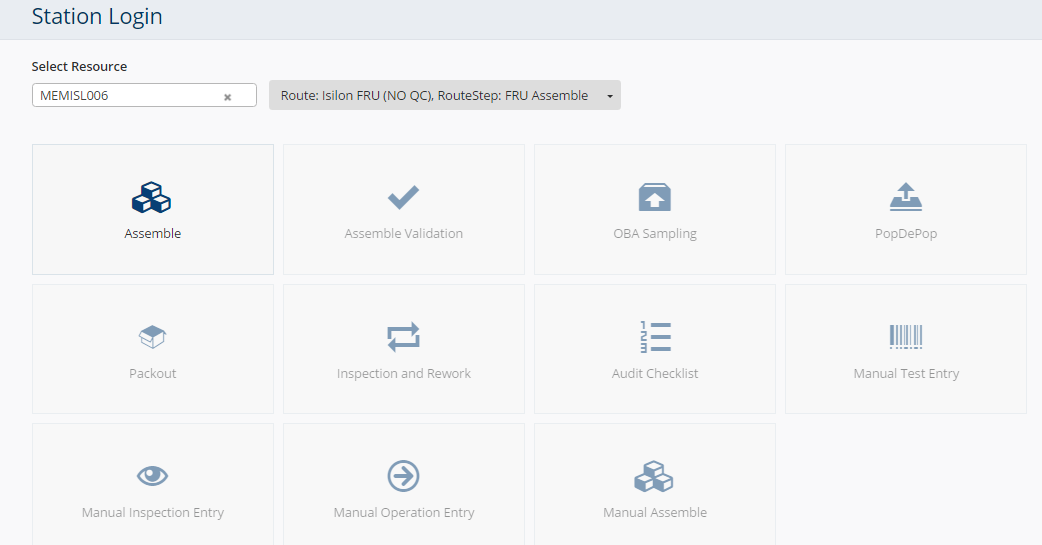 Station Login
Select Resource
MEMISL006
Route: Isilon FRU (NO QC), RouteStep: FRU Assemble
Assemble
Assemble Validation
OBA Sampling
PopDePop
Packout
Inspection and Rework
Audit Checklist
Manual Test Entry
Manual Inspection Entry
Manual Operation Entry
Manual Assemble